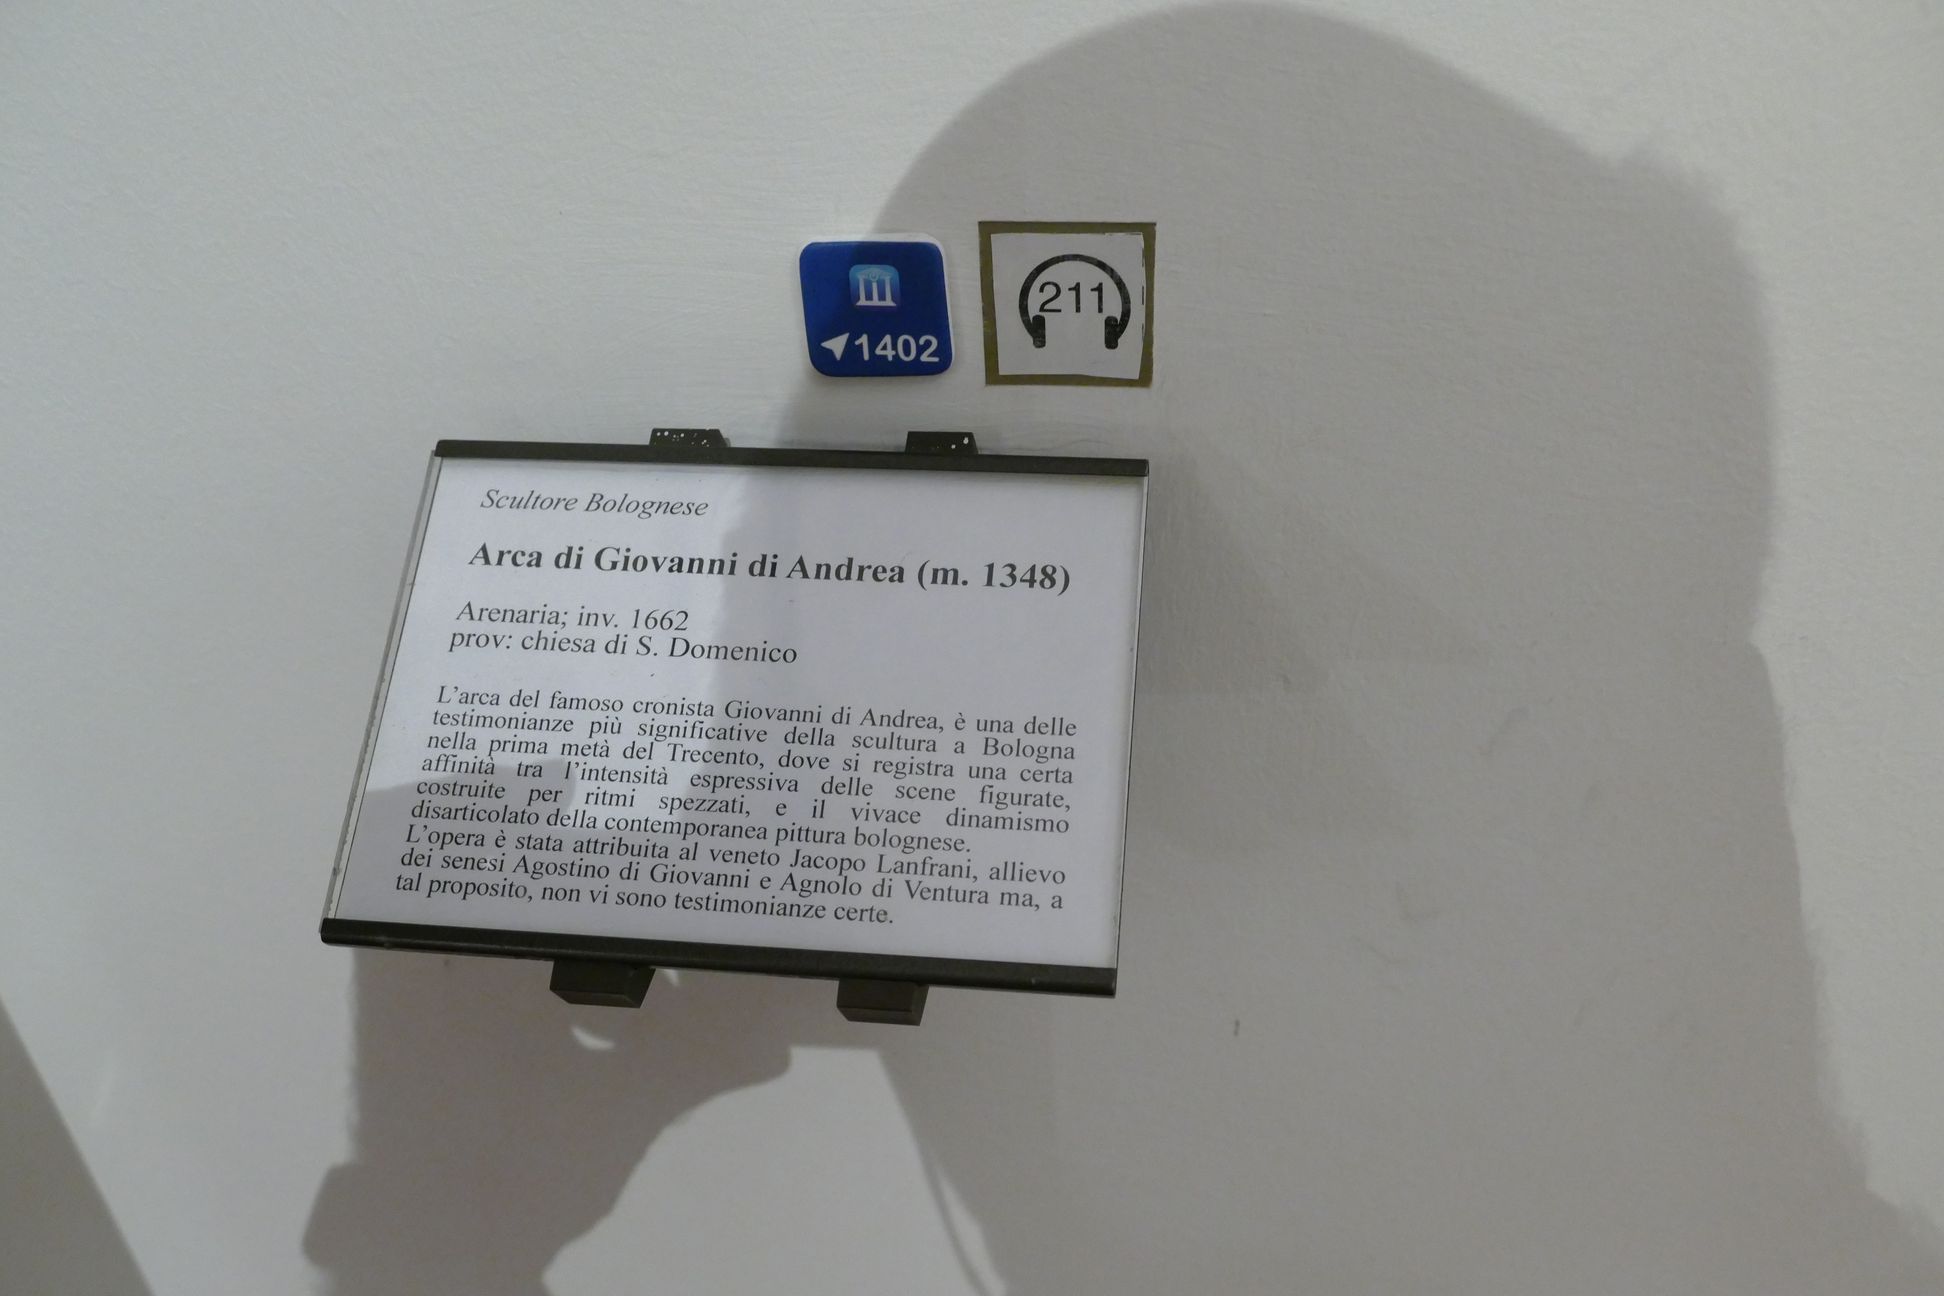 1402
211
Scultore Bolognese
Arca di Giovanni di Andrea (m. 1348)
Arenaria; inv. 1662
prov: chiesa di S. Domenico
L'arca del famoso cronista Giovanni di Andrea, è una delle
testimonianze più significative della scultura a Bologna
nella prima metà del Trecento, dove si registra una certa
affinità tra l'intensità espressiva delle scene figurate,
costruite per ritmi spezzati, e il vivace dinamismo
disarticolato della contemporanea pittura bolognese.
L'opera è stata attribuita al veneto Jacopo Lanfrani, allievo
dei senesi Agostino di Giovanni e Agnolo di Ventura ma, a
tal proposito, non vi sono testimonianze certe.